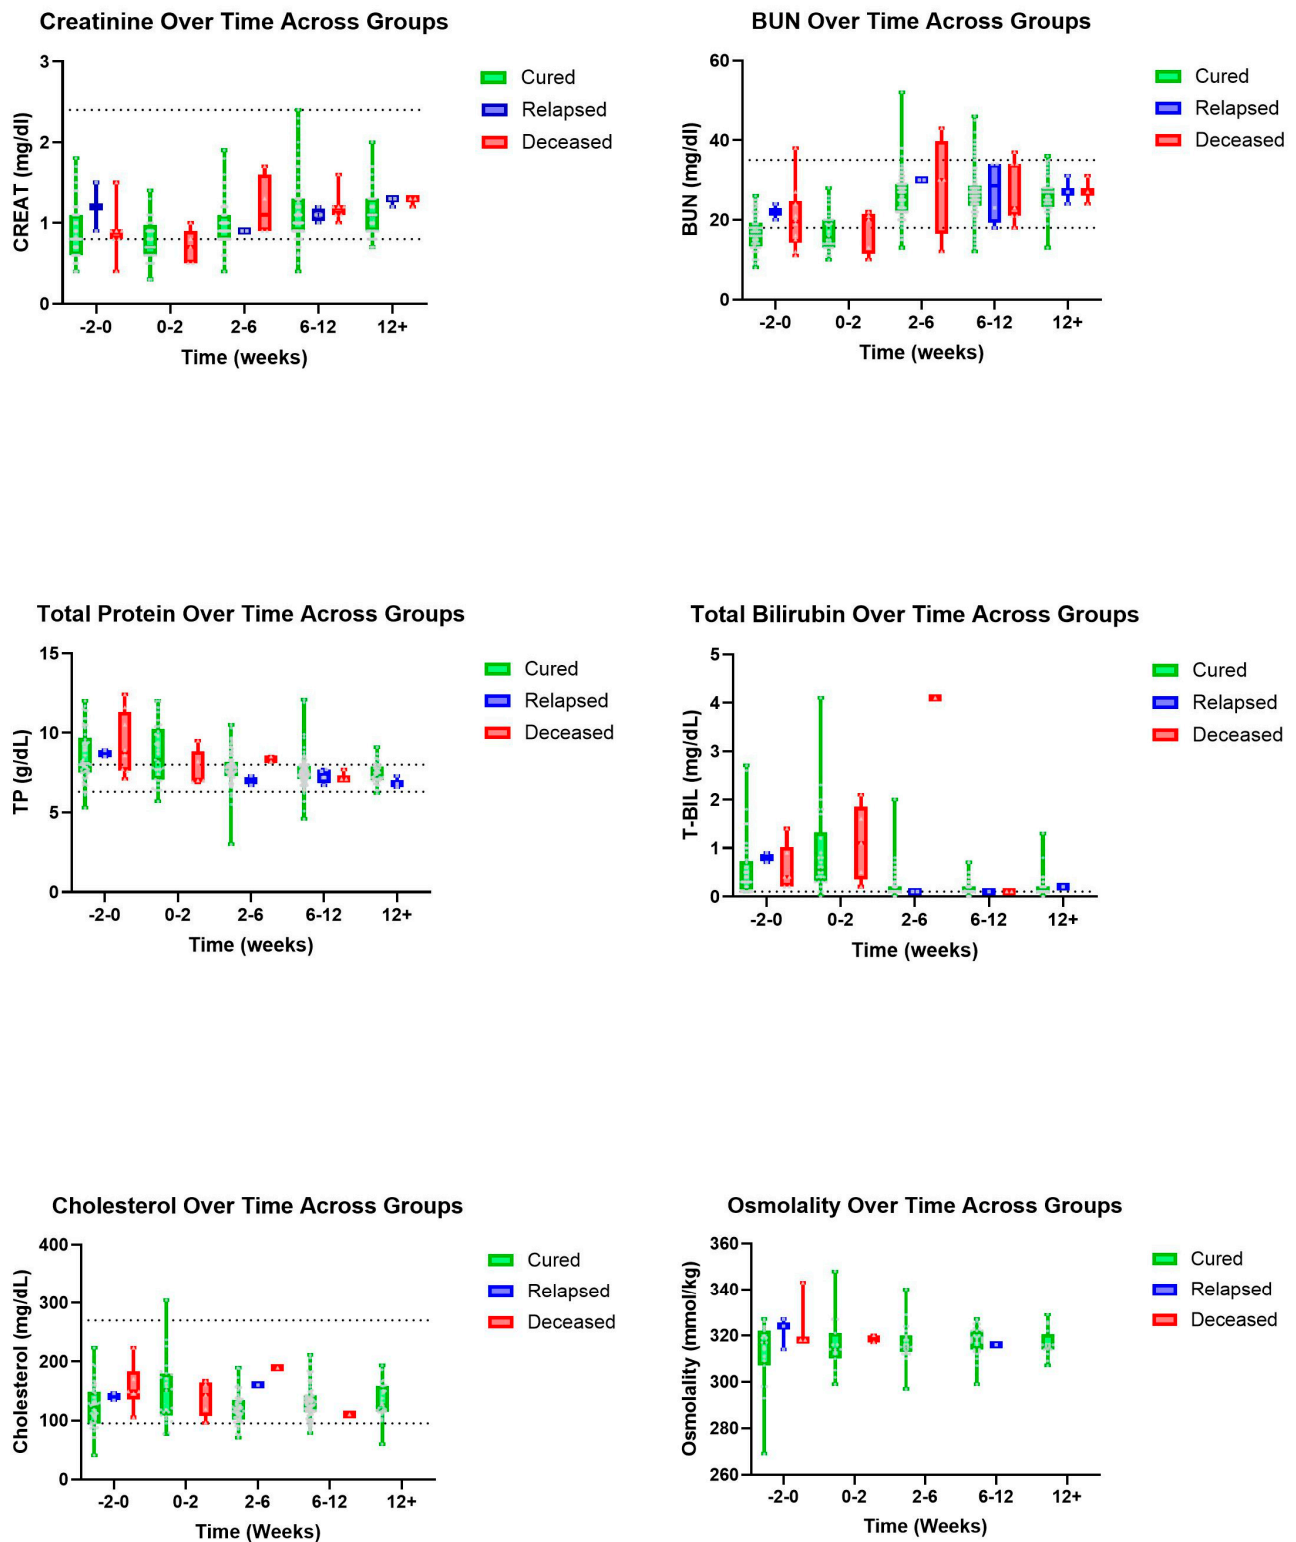 Creatinine Over Time Across Groups
CREAT (mg/dl)
3
2
1
0
-2-0 0-2 2-6 6-12 12+
Time (weeks)
Cured
Relapsed
Deceased
BUN Over Time Across Groups
BUN (mg/dl)
60
40
20
0
-2-0 0-2 2-6 6-12 12+
Time (weeks)
Cured
Relapsed
Deceased
Total Protein Over Time Across Groups
TP (g/dL)
15
10
5
0
-2-0 0-2 2-6 6-12 12+
Time (weeks)
Cured
Relapsed
Deceased
Total Bilirubin Over Time Across Groups
T-BIL (mg/dL)
5
4
3
2
1
0
-2-0 0-2 2-6 6-12 12+
Time (weeks)
Cured
Relapsed
Deceased
Cholesterol Over Time Across Groups
Cholesterol (mg/dL)
400
300
200
100
0
-2-0 0-2 2-6 6-12 12+
Time (Weeks)
Cured
Relapsed
Deceased
Osmolality Over Time Across Groups
Osmolality (mmol/kg)
360
340
320
300
280
260
-2-0 0-2 2-6 6-12 12+
Time (Weeks)
Cured
Relapsed
Deceased